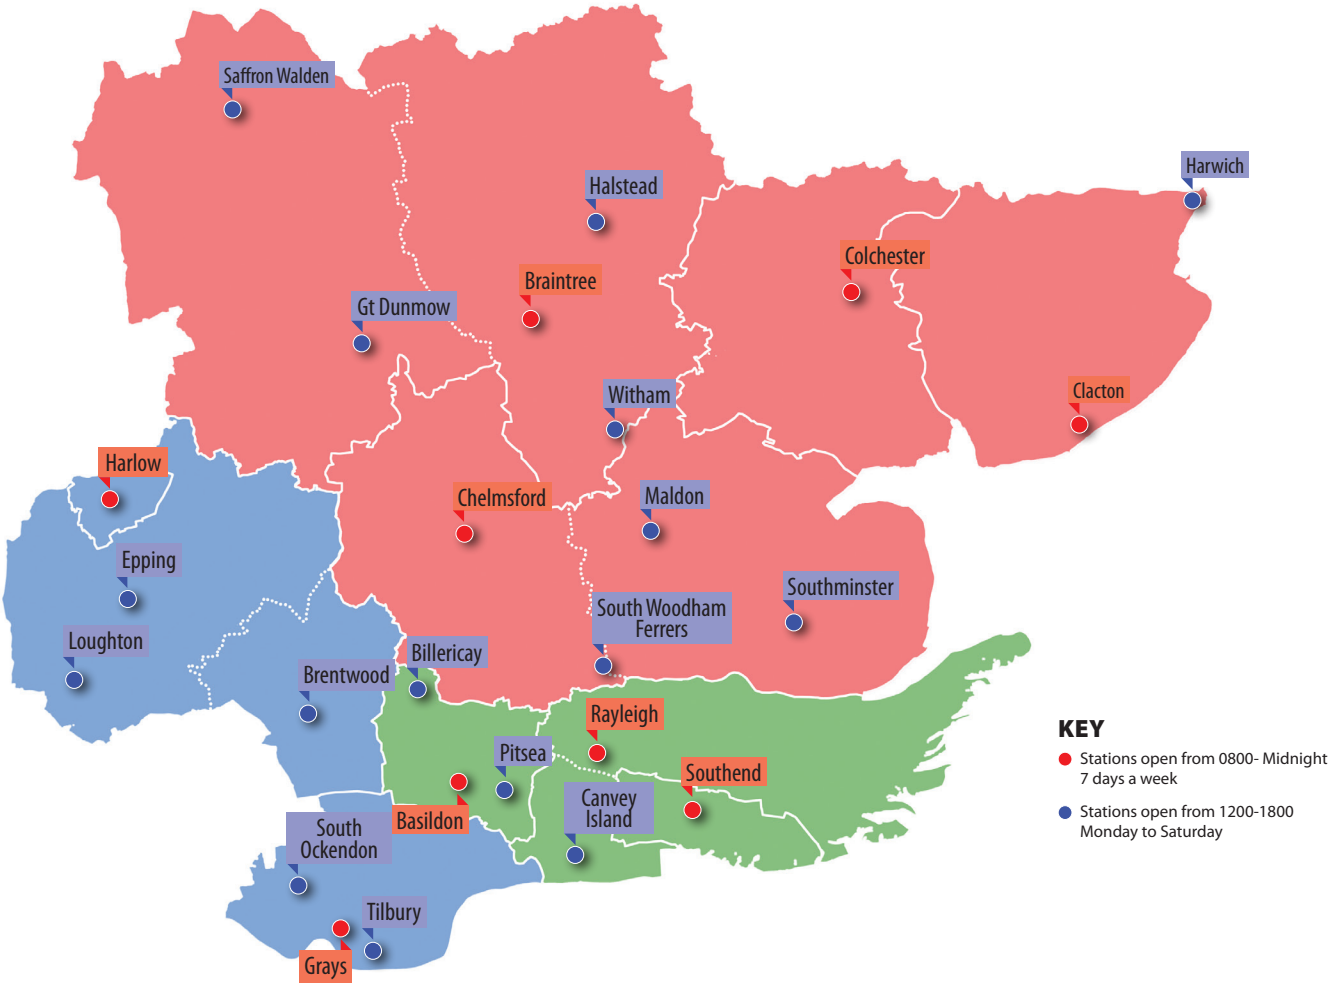 Saffron Walden
Harwich
Halstead
Colchester
Braintree
Gt Dunmow
Clacton
Witham
Harlow
Chelmsford
Maldon
Epping
Southminster
South Woodham
Ferrers
Loughton
Billericay
Brentwood
Rayleigh
KEY
Stations open from 0800- Midnight
7 days a week
Pitsea
Southend
Canvey
Island
Stations open from 1200-1800
Monday to Saturday
Basildon
South
Ockendon
Tilbury
Grays